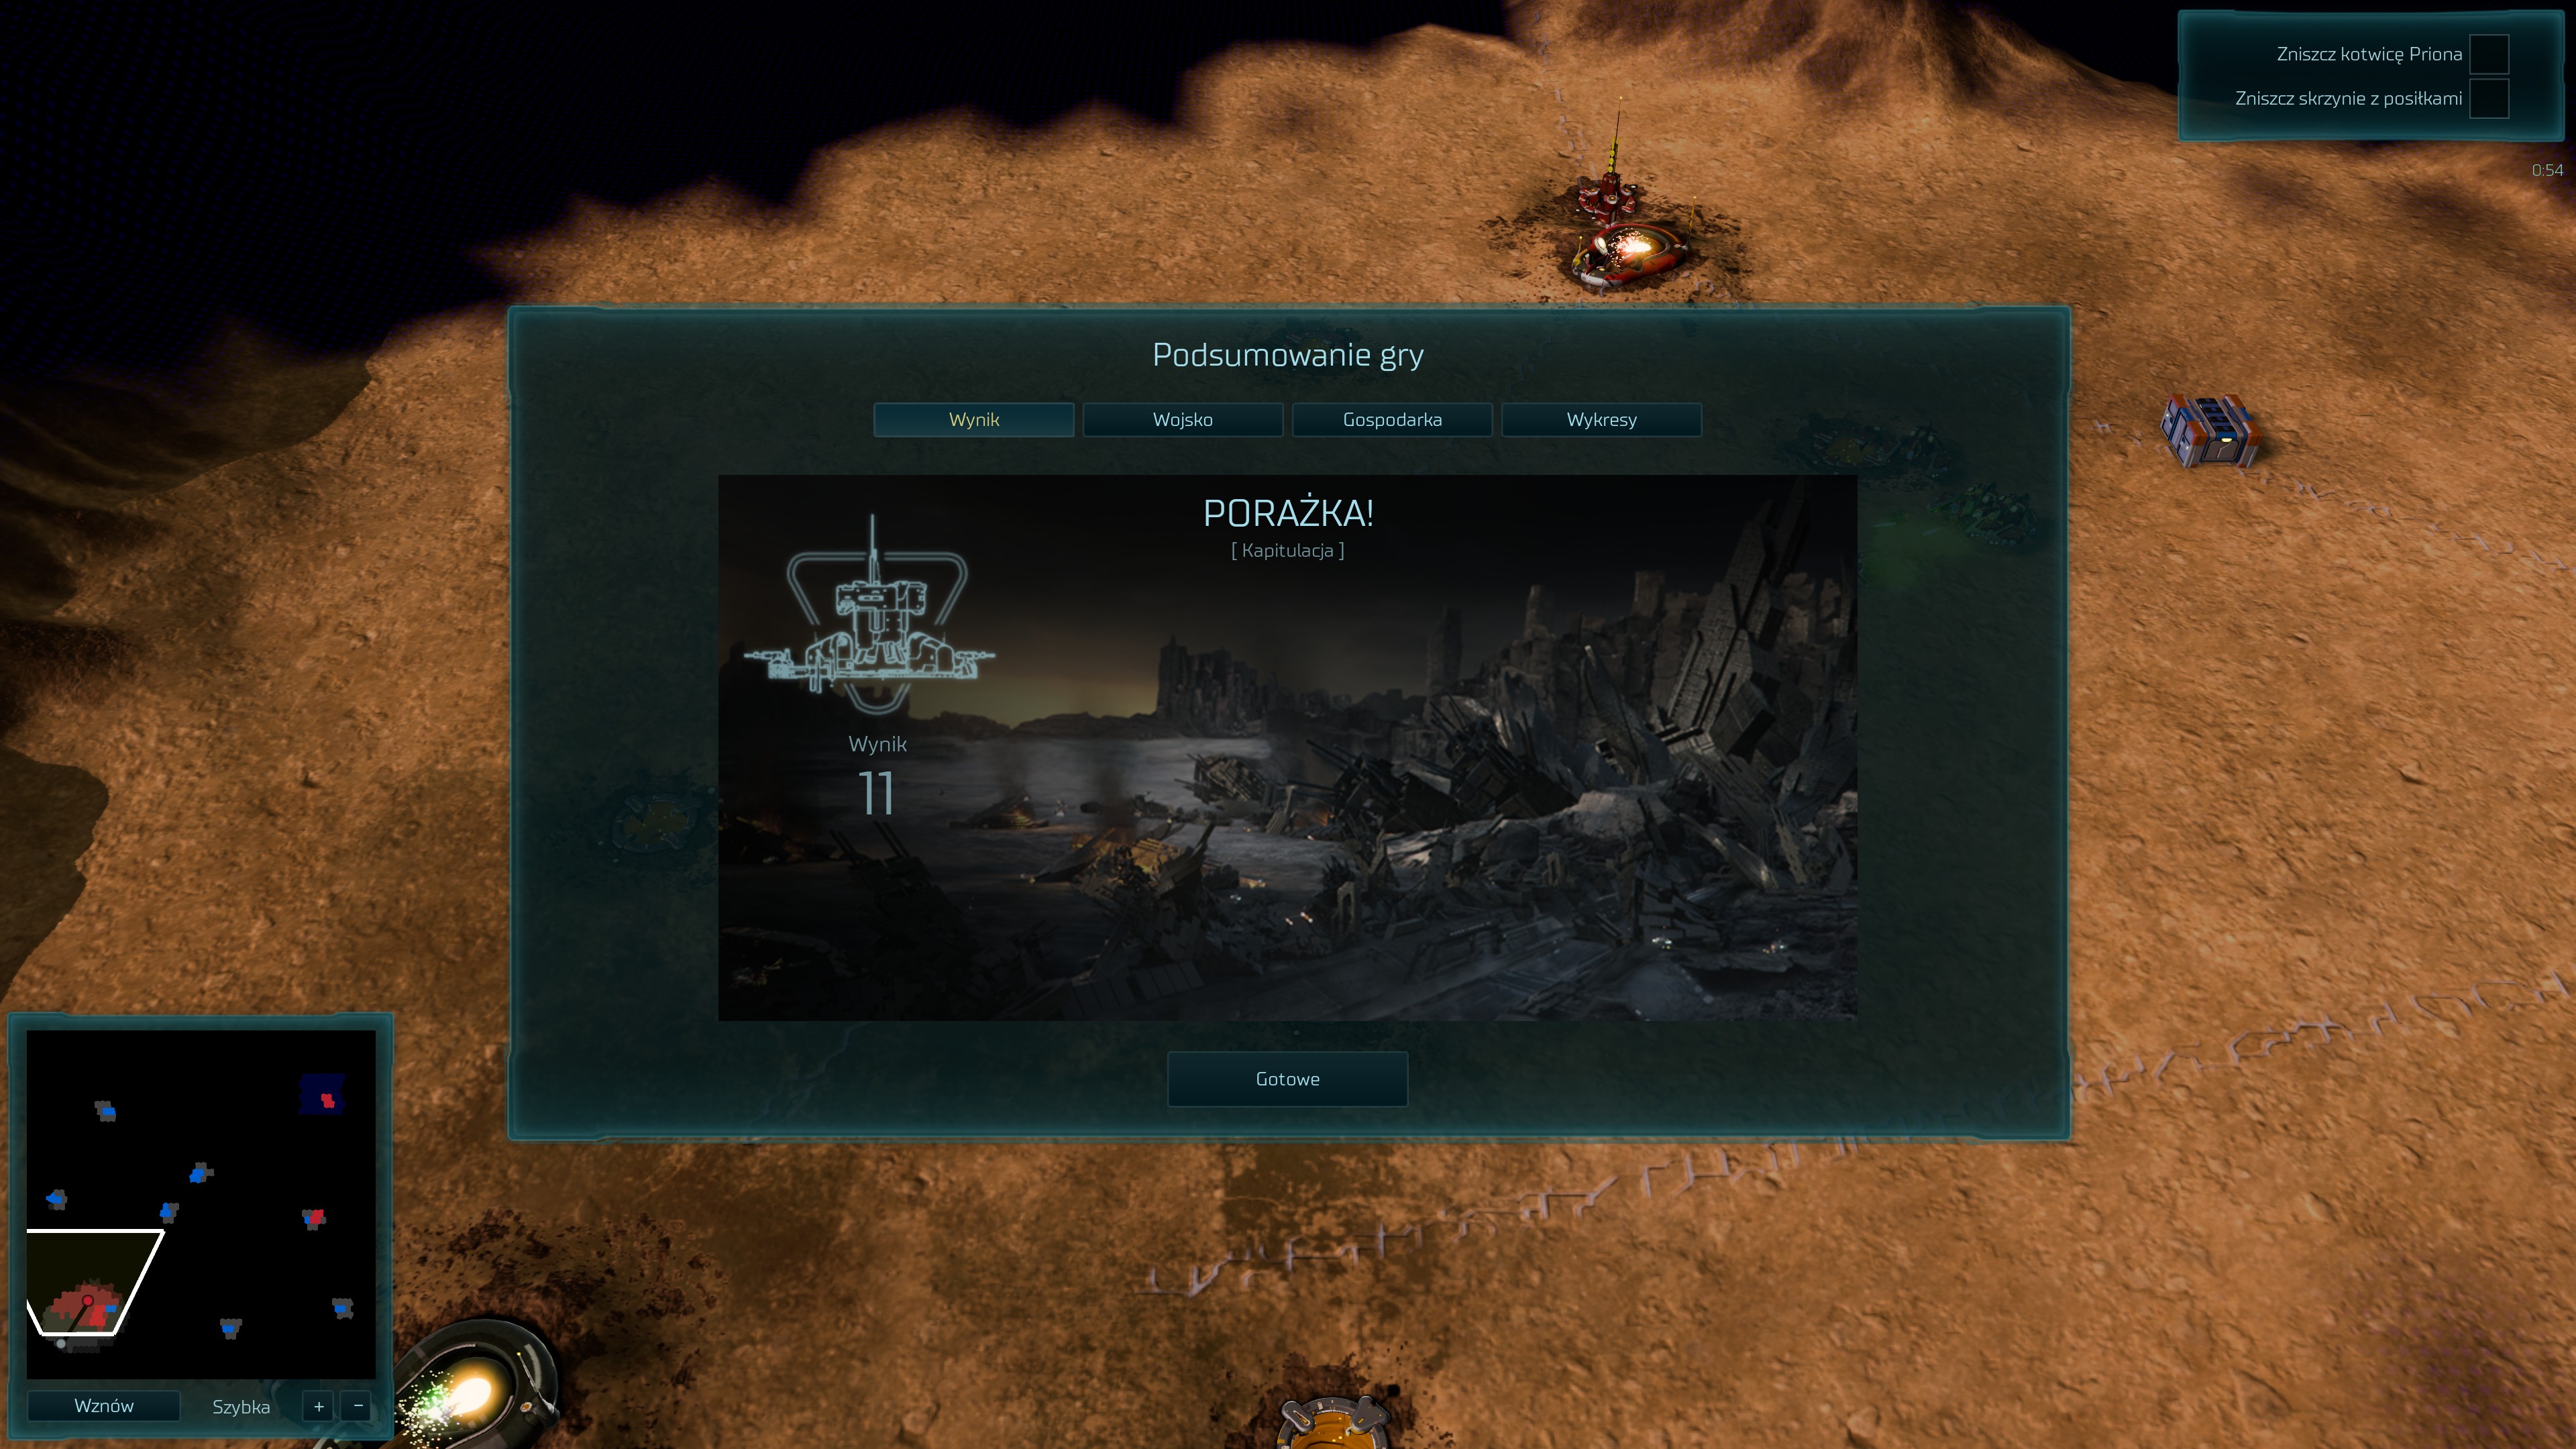 Zniszcz kotwicę Priona
Zniszcz skrzynie z posiłkami
0:54
Podsumowanie gry
Wynik
Wojsko
Gospodarka
Wykresy
PORAŻKA!
[ Kapitulacja ]
Wynik
11
Gotowe
Wznów
Szybka
+
-